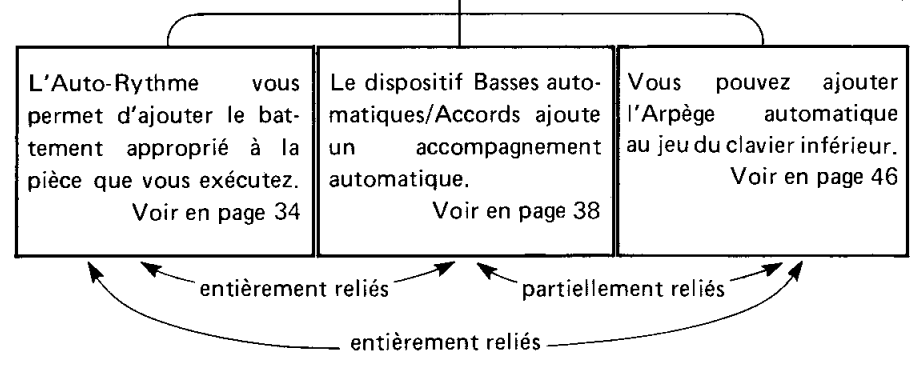 L'Auto-Rythme vous
permet d'ajouter le bat-
tement approprié à la
pièce que vous exécutez.
Voir en page 34
Le dispositif Basses auto-
matiques/Accords ajoute
un accompagnement
automatique.
Voir en page 38
Vous pouvez ajouter
l'Arpège automatique
au jeu du clavier inférieur.
Voir en page 46
entièrement reliés
partiellement reliés
entièrement reliés